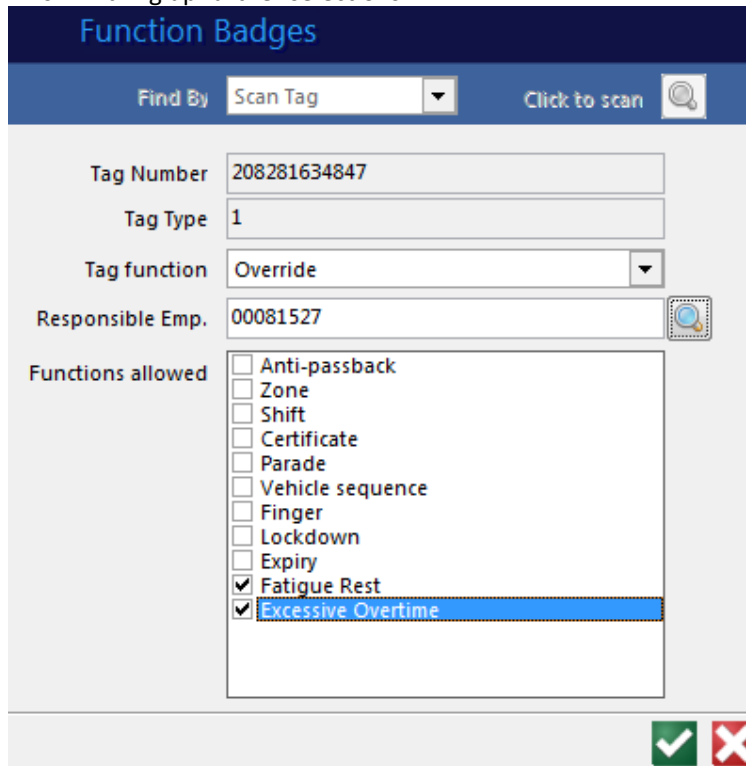 Function Badges
Find By Scan Tag Click to scan
Tag Number 208281634847
Tag Type 1
Tag function Override
Responsible Emp. 00081527
Functions allowed Anti-passback
Zone
Shift
Certificate
Parade
Vehicle sequence
Finger
Lockdown
Expiry
Fatigue Rest
Excessive Overtime